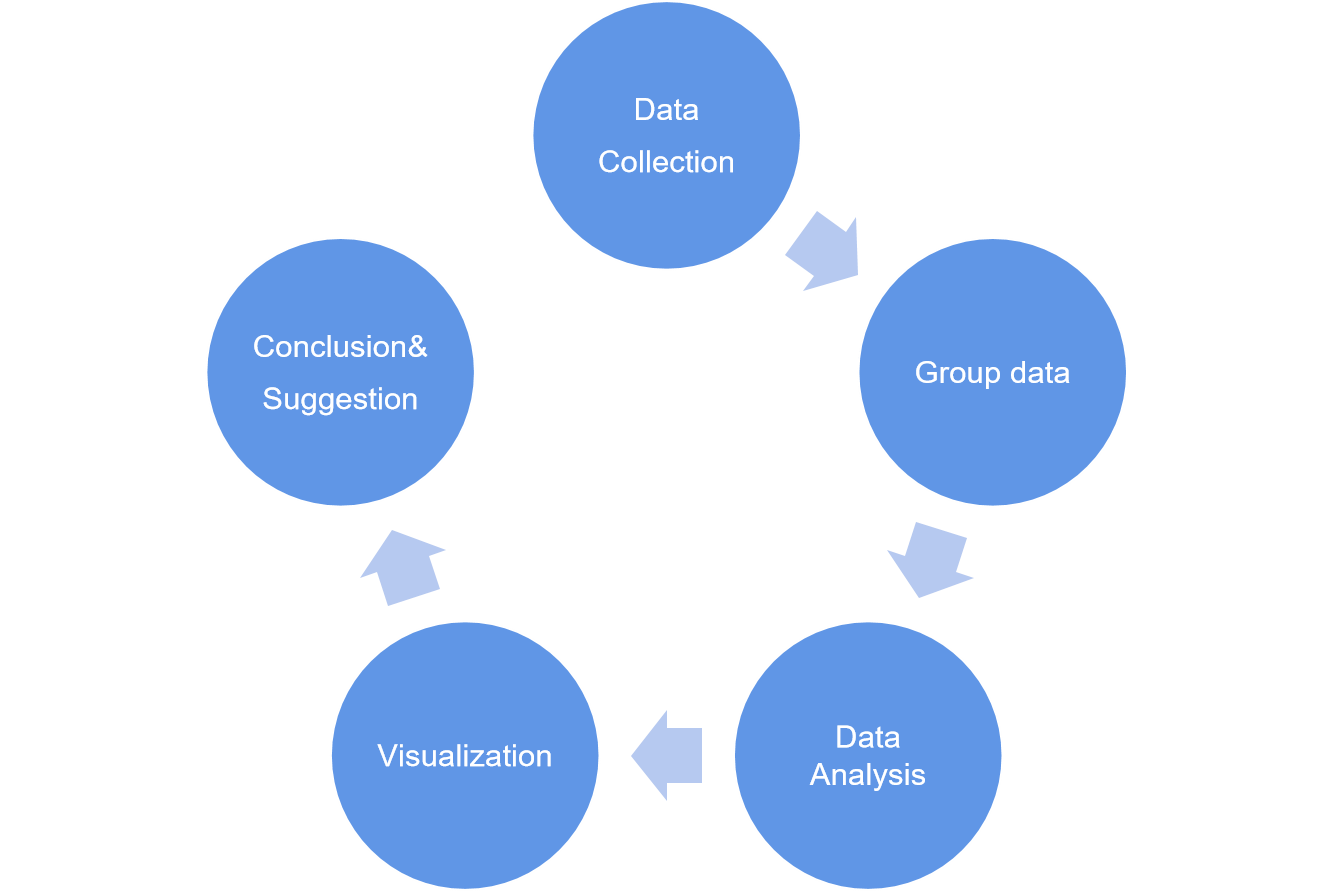 Data
Collection
Group data
Data
Analysis
Visualization
Conclusion&
Suggestion